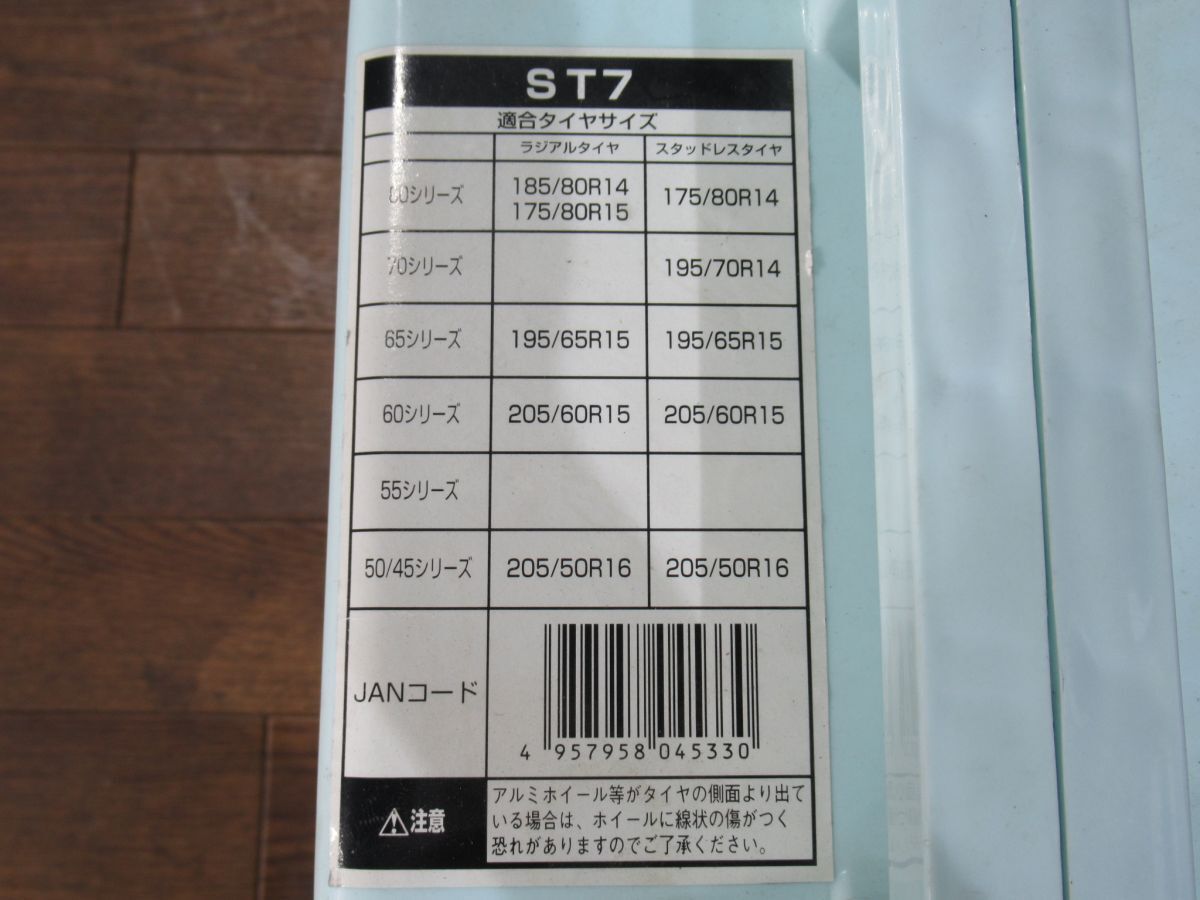 ST7
適合タイヤサイズ
ラジアルタイヤ スタッドレスタイヤ
80シリーズ 185/80R14 175/80R15 175/80R14
70シリーズ 195/70R14
65シリーズ 195/65R15 195/65R15
60シリーズ 205/60R15 205/60R15
55シリーズ
50/45シリーズ 205/50R16 205/50R16
JANコード
4 957958 045330
注意
アルミホイール等がタイヤの側面より出て
いる場合は、ホイールに線状の傷がつく
恐れがありますのでご了承ください。